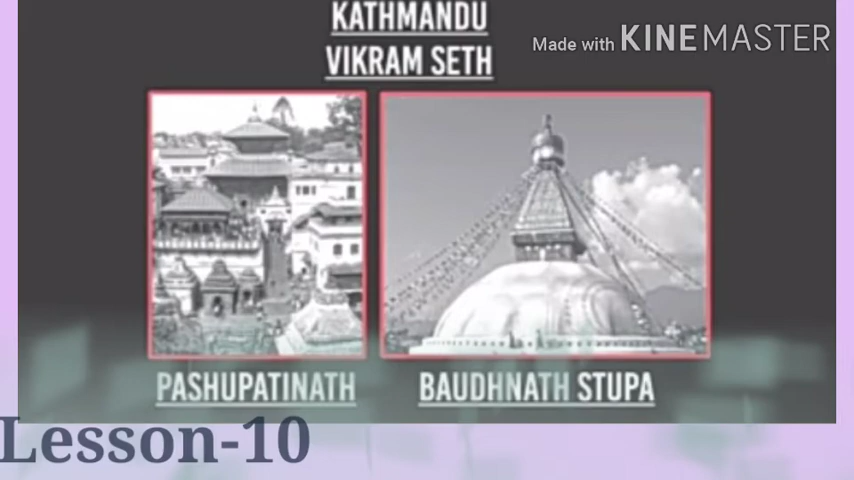 KATHMANDU
VIKRAM SETH
Made with KINEMASTER
PASHUPATINATH
BAUDHNATH STUPA
Lesson-10